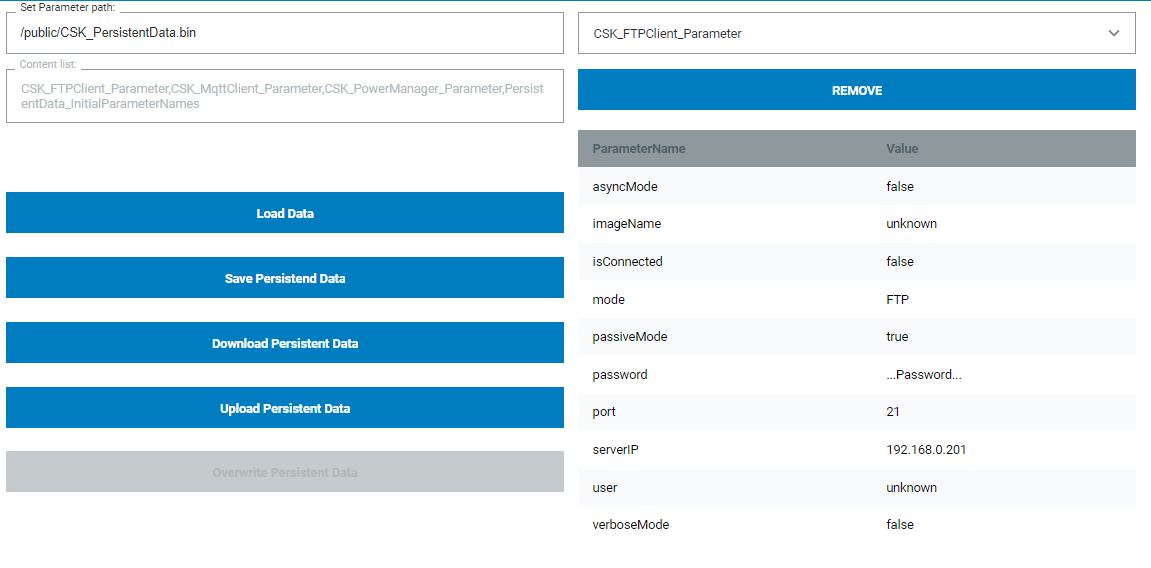 Set Parameter path:
/public/CSK_PersistentData.bin
Content list:
CSK_FTPClient_Parameter,CSK_MqttClient_Parameter,CSK_PowerManager_Parameter,Persist
entData_InitialParameterNames
Load Data
Save Persistend Data
Download Persistent Data
Upload Persistent Data
Overwrite Persistent Data
CSK_FTPClient_Parameter
REMOVE
ParameterName Value
asyncMode false
imageName unknown
isConnected false
mode FTP
passiveMode true
password ...Password...
port 21
serverIP 192.168.0.201
user unknown
verboseMode false